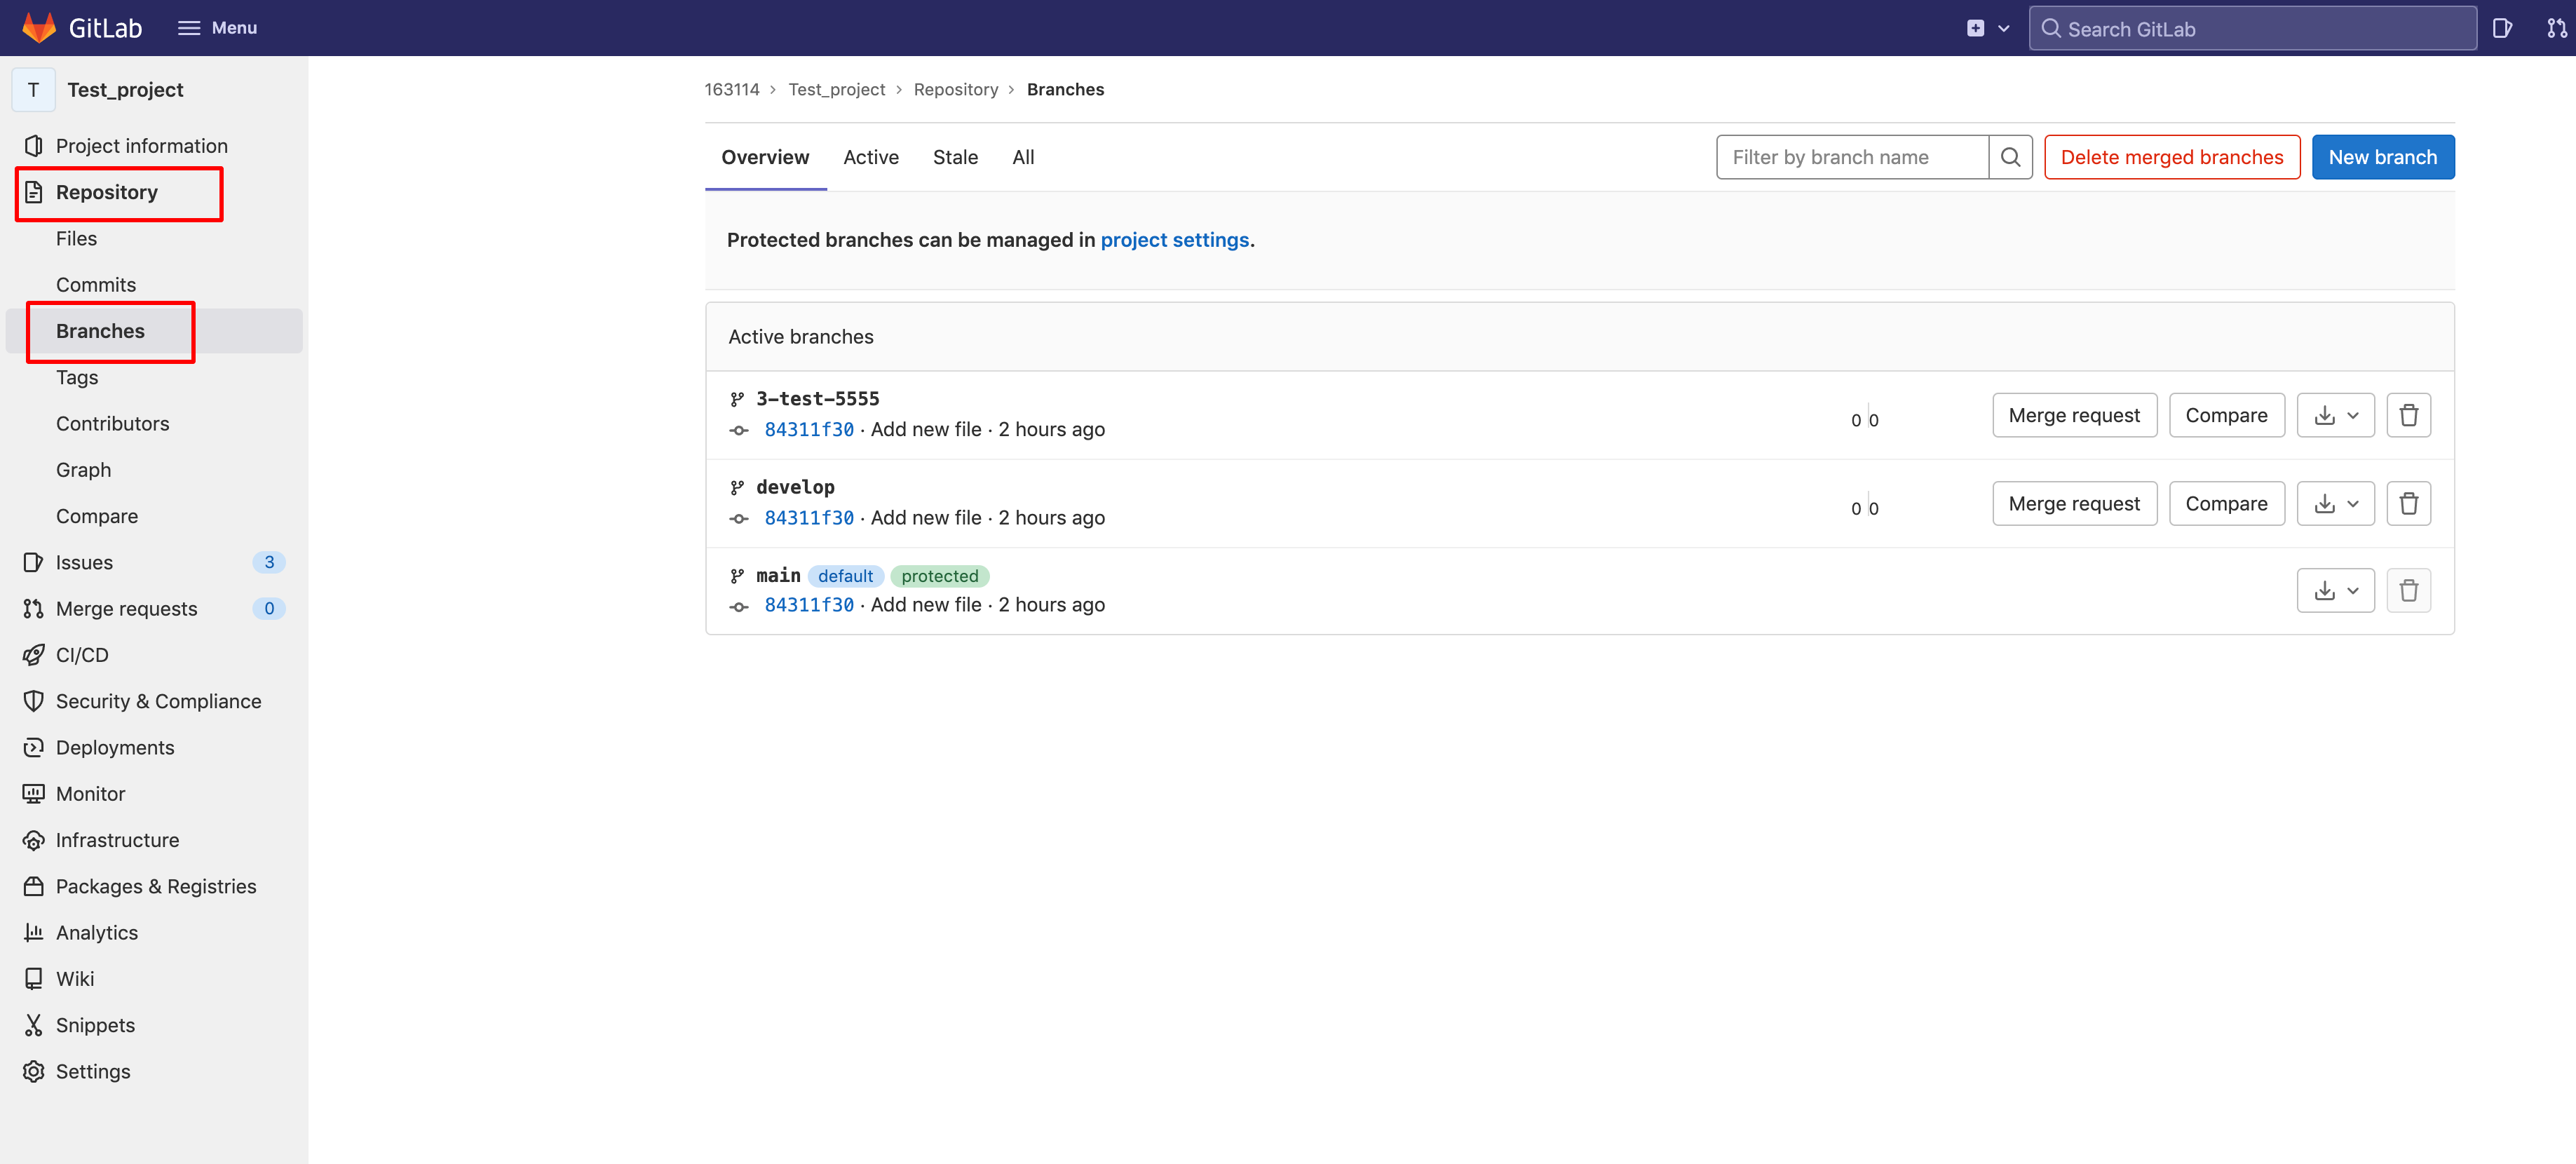 GitLab
Menu
Search GitLab
T Test_project
Project information
Repository
Files
Commits
Branches
Tags
Contributors
Graph
Compare
Issues 3
Merge requests 0
CI/CD
Security & Compliance
Deployments
Monitor
Infrastructure
Packages & Registries
Analytics
Wiki
Snippets
Settings
163114 › Test_project › Repository › Branches
Overview Active Stale All
Filter by branch name
Delete merged branches
New branch
Protected branches can be managed in project settings.
Active branches
3-test-5555
84311f30 · Add new file · 2 hours ago
0 0
Merge request Compare
develop
84311f30 · Add new file · 2 hours ago
0 0
Merge request Compare
main default protected
84311f30 · Add new file · 2 hours ago